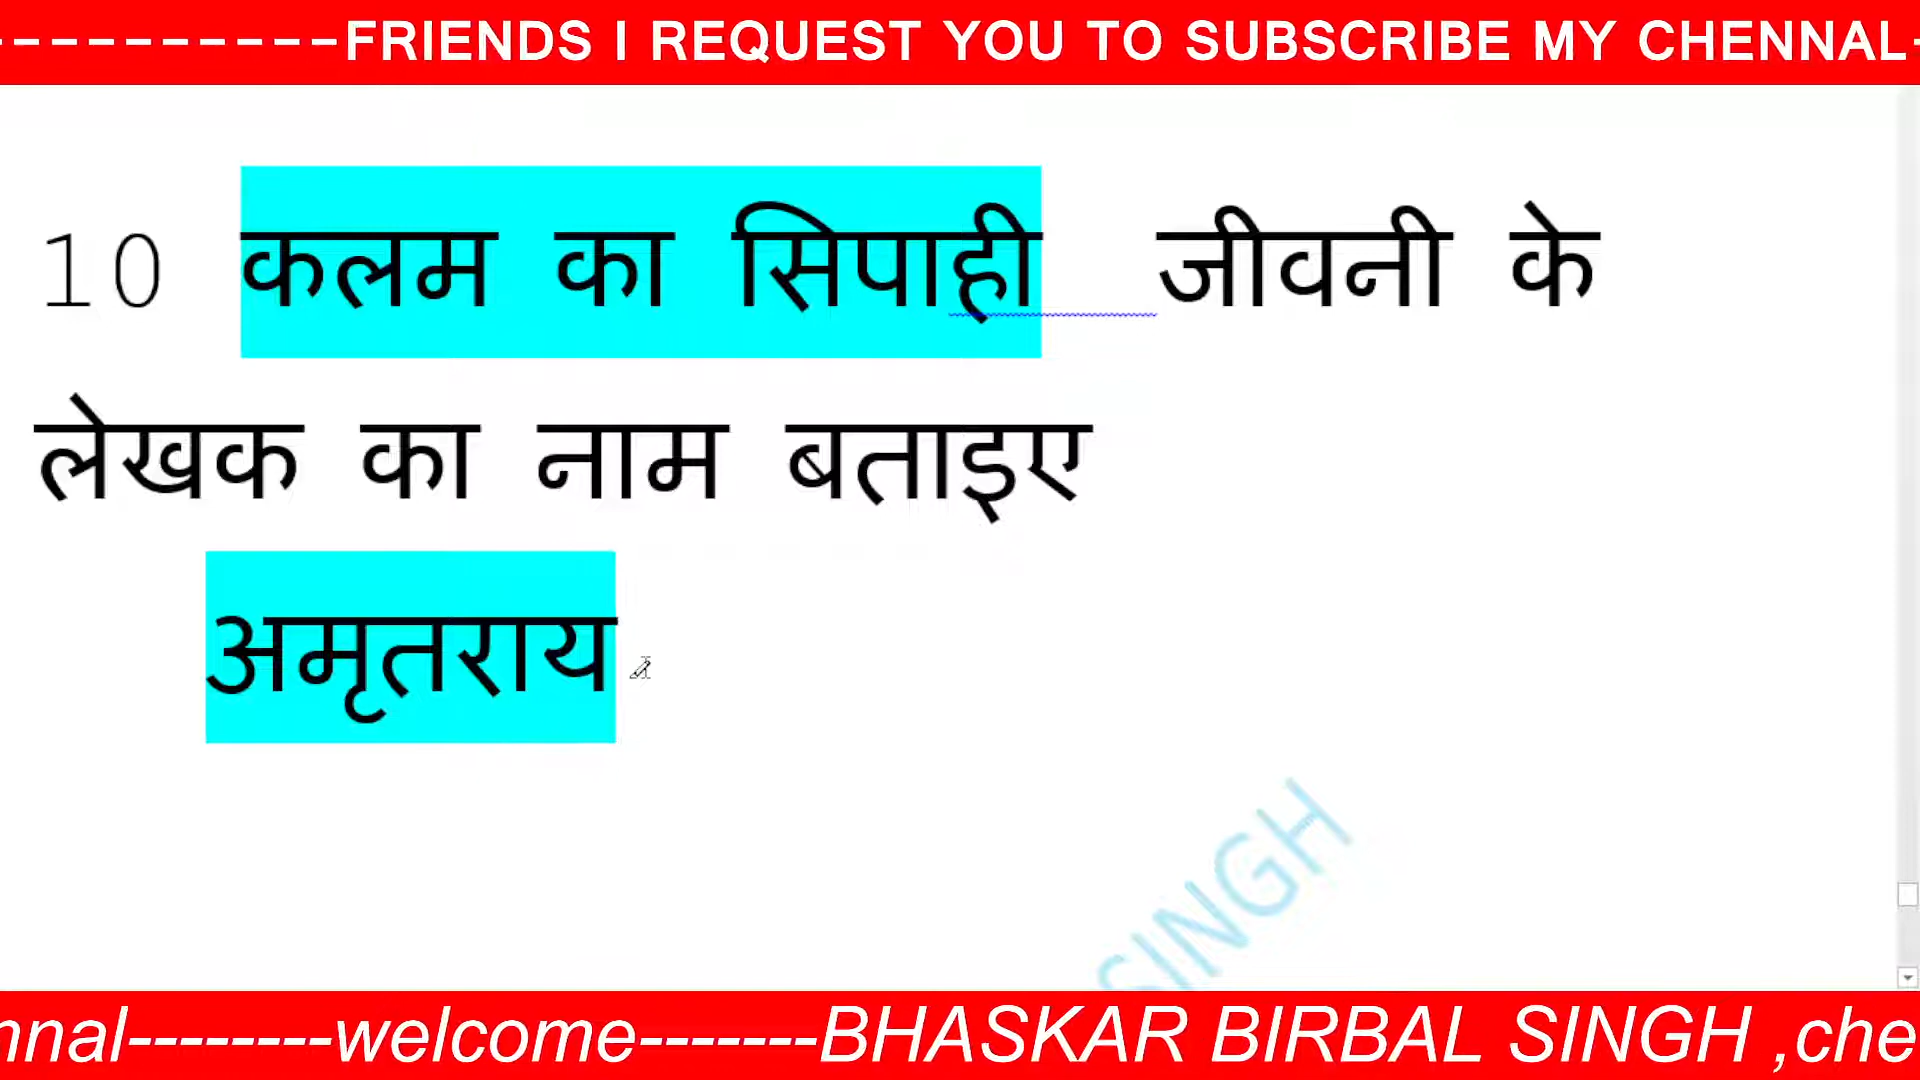 ----------FRIENDS I REQUEST YOU TO SUBSCRIBE MY CHENNAL-
10 कलम का सिपाही जीवनी के
लेखक का नाम बताइए
अमृतराय
SINGH
nnal--------welcome-------BHASKAR BIRBAL SINGH ,che